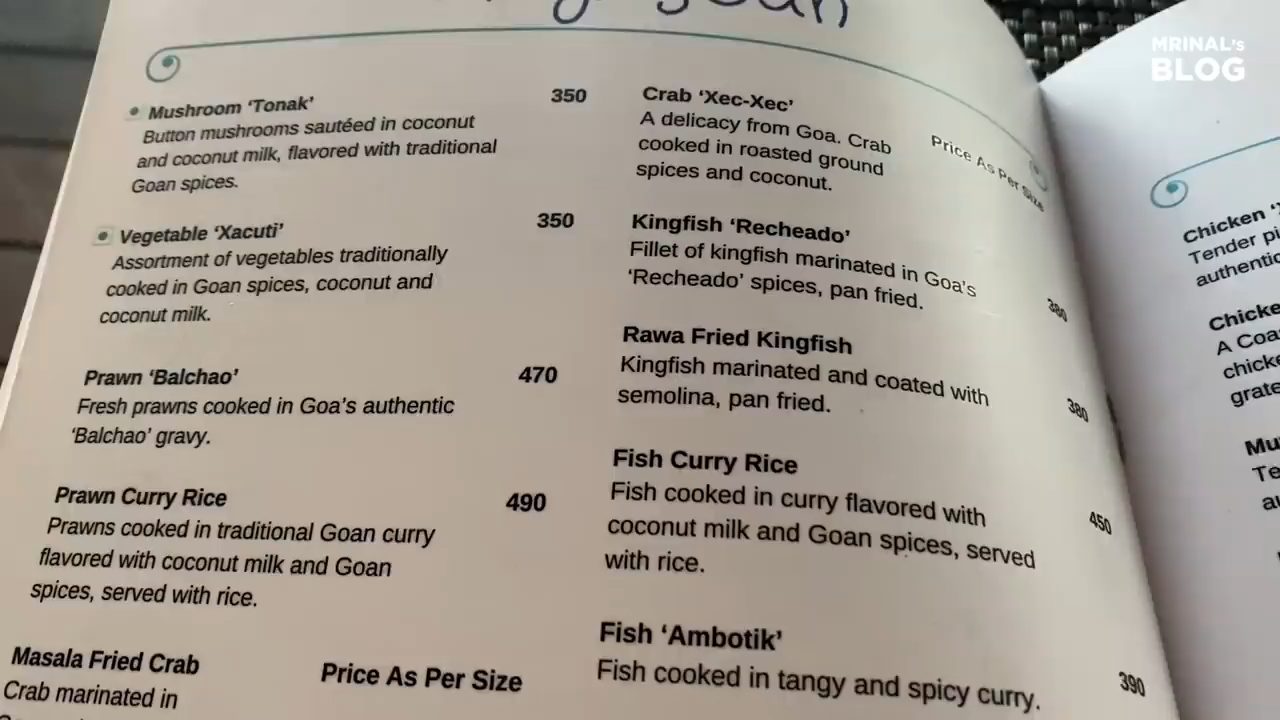 MRINAL's
BLOG
Mushroom ‘Tonak’ 350
Button mushrooms sautéed in coconut
and coconut milk, flavored with traditional
Goan spices.
Vegetable ‘Xacuti’ 350
Assortment of vegetables traditionally
cooked in Goan spices, coconut and
coconut milk.
Prawn ‘Balchao’ 470
Fresh prawns cooked in Goa’s authentic
‘Balchao’ gravy.
Prawn Curry Rice 490
Prawns cooked in traditional Goan curry
flavored with coconut milk and Goan
spices, served with rice.
Masala Fried Crab Price As Per Size
Crab marinated in
Crab ‘Xec-Xec’ Price As Per Size
A delicacy from Goa. Crab
cooked in roasted ground
spices and coconut.
Kingfish ‘Recheado’
Fillet of kingfish marinated in Goa’s
‘Recheado’ spices, pan fried. 380
Rawa Fried Kingfish
Kingfish marinated and coated with
semolina, pan fried. 380
Fish Curry Rice
Fish cooked in curry flavored with 450
coconut milk and Goan spices, served
with rice.
Fish ‘Ambotik’
Fish cooked in tangy and spicy curry. 390
Chicken
Tender
A